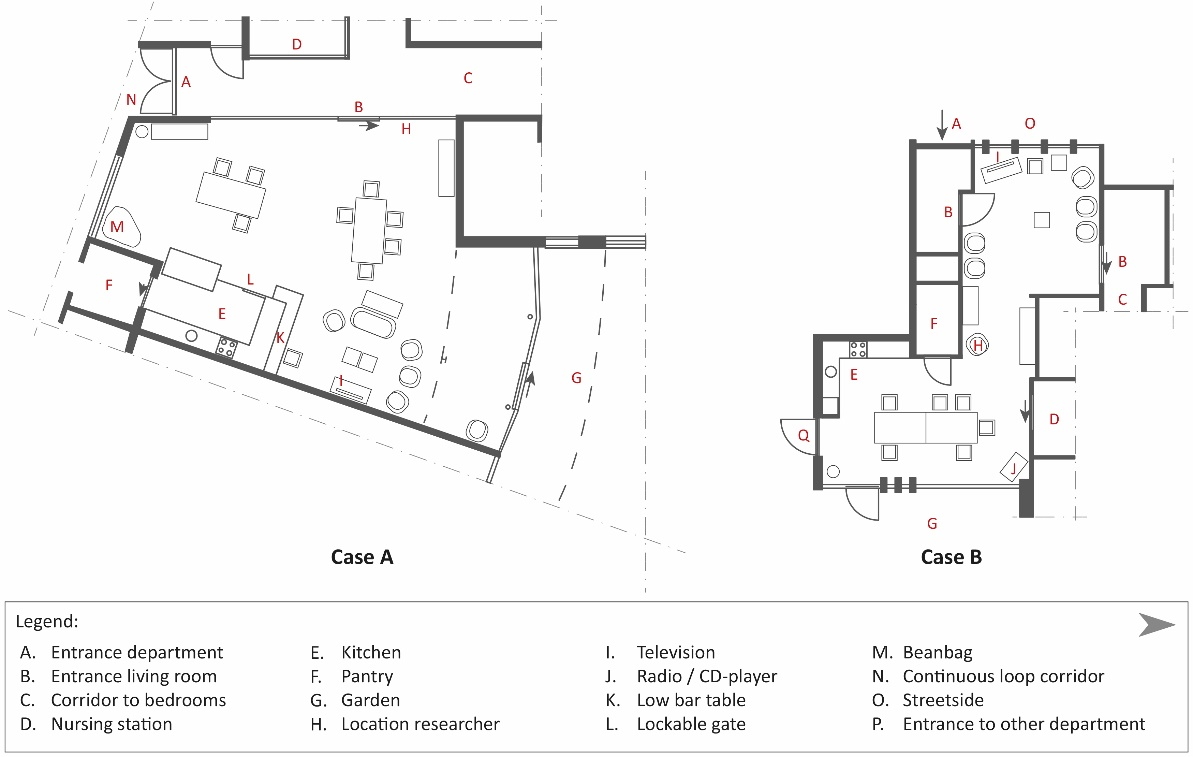 D
A
C
N
B
H
M
F
L
E
K
I
G
A
O
I
B
B
C
F
H
E
D
Q
J
G
Case A
Case B
Legend:
A. Entrance department
B. Entrance living room
C. Corridor to bedrooms
D. Nursing station
E. Kitchen
F. Pantry
G. Garden
H. Location researcher
I. Television
J. Radio / CD-player
K. Low bar table
L. Lockable gate
M. Beanbag
N. Continuous loop corridor
O. Streetside
P. Entrance to other department